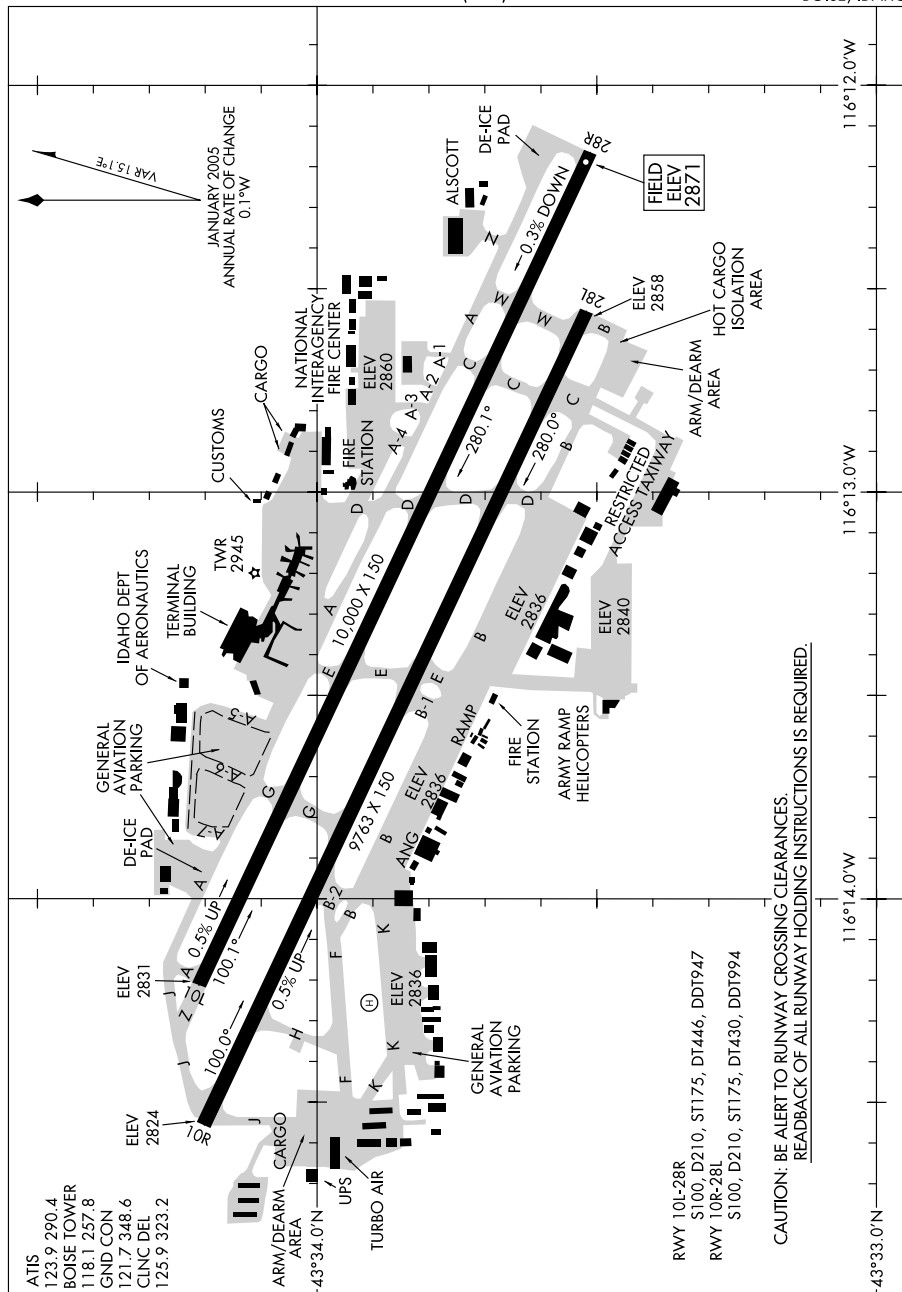 ATIS
123.9 290.4
BOISE TOWER
118.1 257.8
GND CON
121.7 348.6
CLNC DEL
125.9 323.2
JANUARY 2005
ANNUAL RATE OF CHANGE
0.1°W
VAR 15.1°E
116°12.0'W
116°13.0'W
116°14.0'W
43°34.0'N
43°33.0'N
ALSCOTT
DE-ICE
PAD
28R
FIELD
ELEV
2871
0.3% DOWN
Z
NATIONAL
INTERAGENCY
FIRE CENTER
ELEV
2860
CARGO
CUSTOMS
FIRE
STATION
A-4
A-3
A-2
A-1
A
C
M
M
C
C
B
28L
ELEV
2858
HOT CARGO
ISOLATION
AREA
ARM/DEARM
AREA
280.1°
280.0°
B
D
D
D
D
RESTRICTED
ACCESS TAXIWAY
TWR
2945
TERMINAL
BUILDING
IDAHO DEPT
OF AERONAUTICS
A
10,000 X 150
E
E
E
B
ELEV
2836
ELEV
2840
GENERAL
AVIATION
PARKING
A-5
A-6
A-7
DE-ICE
PAD
A
G
G
B-1
9763 X 150
RAMP
ELEV
2836
ANG
B
FIRE
STATION
ARMY RAMP
HELICOPTERS
ELEV
2831
A
10L
0.5% UP
100.1°
J
Z
J
100.0°
0.5% UP
B-2
B
F
K
H
H
ELEV
2836
F
K
K
GENERAL
AVIATION
PARKING
ELEV
2824
10R
J
CARGO
ARM/DEARM
AREA
UPS
TURBO AIR
RWY 10L-28R
S100, D210, ST175, DT446, DDT947
RWY 10R-28L
S100, D210, ST175, DT430, DDT994
CAUTION: BE ALERT TO RUNWAY CROSSING CLEARANCES.
READBACK OF ALL RUNWAY HOLDING INSTRUCTIONS IS REQUIRED.